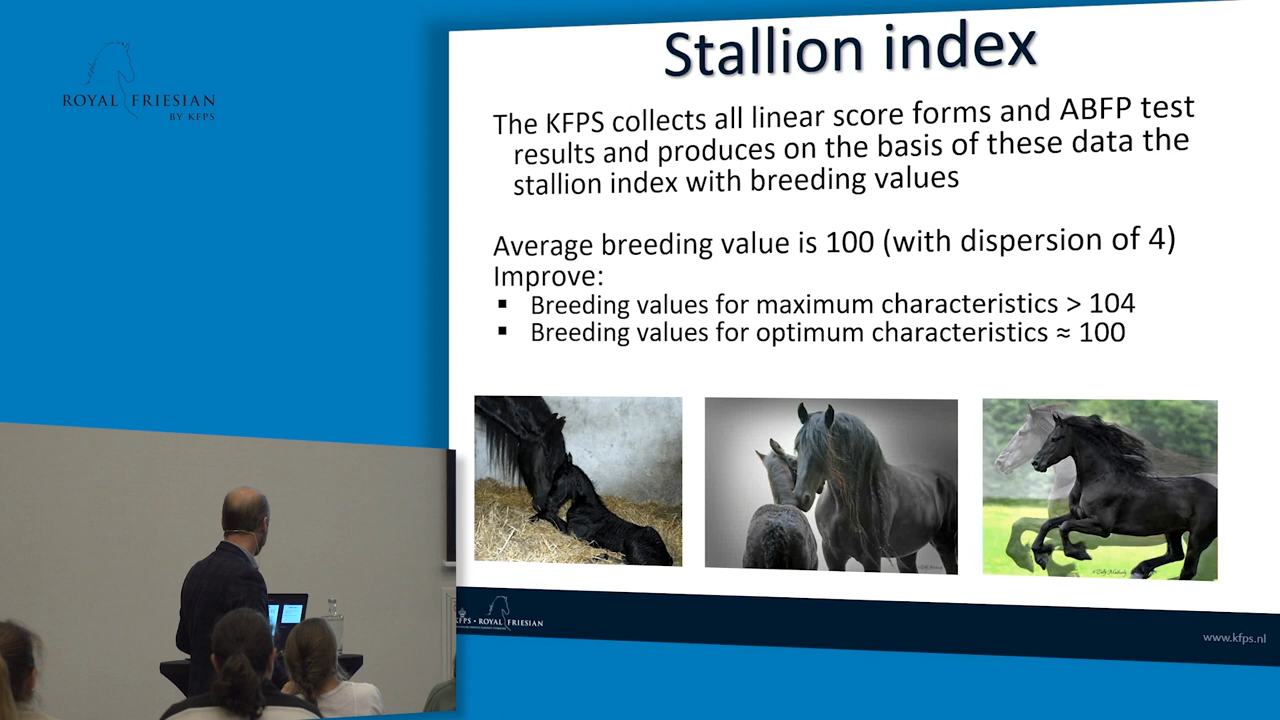 ROYAL FRIESIAN
BY KFPS
Stallion index
The KFPS collects all linear score forms and ABFP test
results and produces on the basis of these data the
stallion index with breeding values
Average breeding value is 100 (with dispersion of 4)
Improve:
▪ Breeding values for maximum characteristics > 104
▪ Breeding values for optimum characteristics ≈ 100
KFPS • ROYAL FRIESIAN
www.kfps.nl